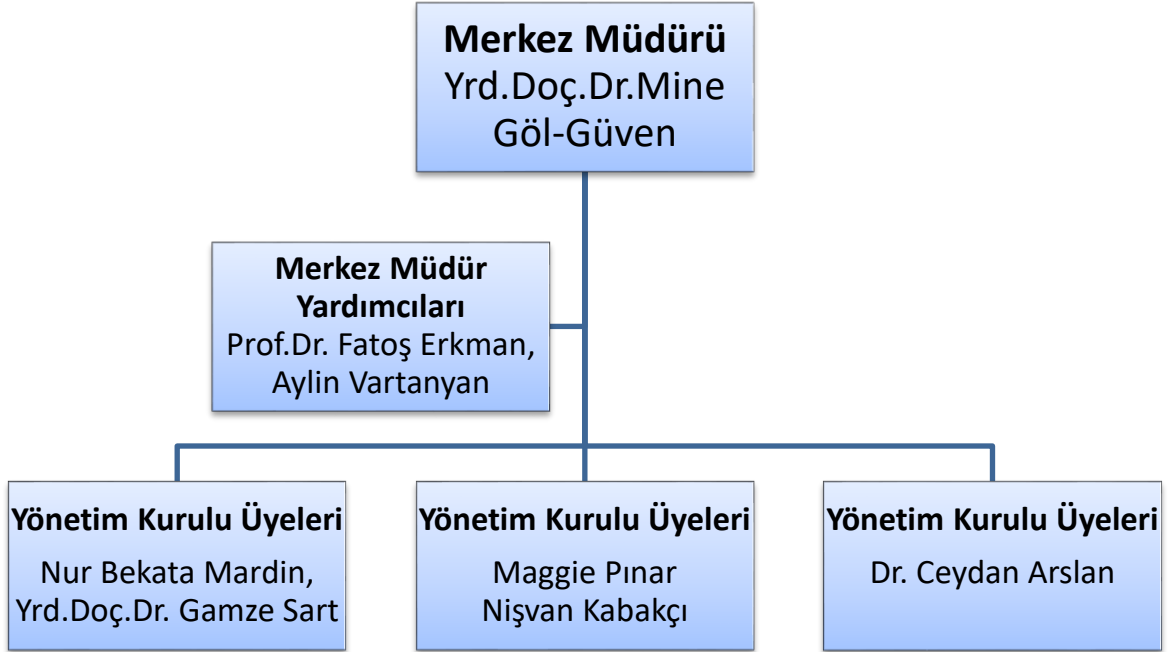 Merkez Müdürü
Yrd.Doç.Dr.Mine
Göl-Güven
Merkez Müdür
Yardımcıları
Prof.Dr. Fatoş Erkman,
Aylin Vartanyan
Yönetim Kurulu Üyeleri
Nur Bekata Mardin,
Yrd.Doç.Dr. Gamze Sart
Yönetim Kurulu Üyeleri
Maggie Pınar
Nişvan Kabakçı
Yönetim Kurulu Üyeleri
Dr. Ceydan Arslan